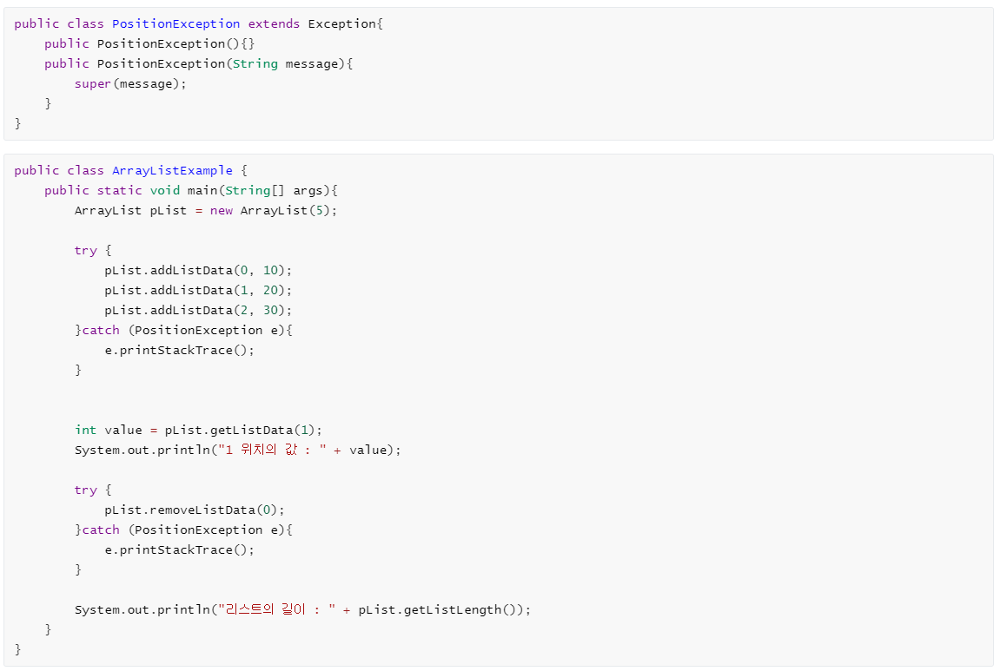 public class PositionException extends Exception{
    public PositionException(){}
    public PositionException(String message){
        super(message);
    }
}
public class ArrayListExample {
    public static void main(String[] args){
        ArrayList pList = new ArrayList(5);
        try {
            pList.addListData(0, 10);
            pList.addListData(1, 20);
            pList.addListData(2, 30);
        }catch (PositionException e){
            e.printStackTrace();
        }
        int value = pList.getListData(1);
        System.out.println("1 위치의 값 : " + value);
        try {
            pList.removeListData(0);
        }catch (PositionException e){
            e.printStackTrace();
        }
        System.out.println("리스트의 길이 : " + pList.getListLength());
    }
}